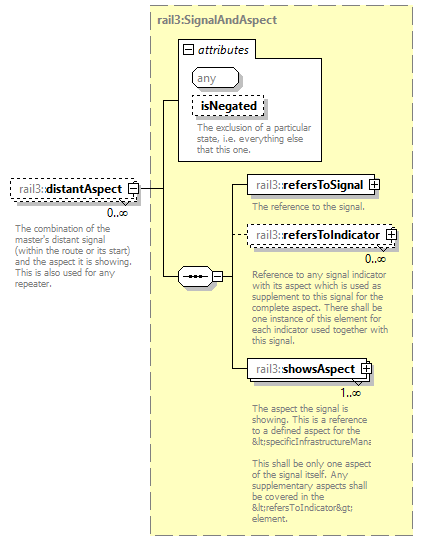 rail3:SignalAndAspect
attributes
any
isNegated
The exclusion of a particular
state, i.e. everything else
that this one.
rail3::distantAspect
0..∞
The combination of the
master's distant signal
(within the route or its start)
and the aspect it is showing.
This is also used for any
repeater.
rail3::refersToSignal
The reference to the signal.
rail3::refersToIndicator
0..∞
Reference to any signal indicator
with its aspect which is used as
supplement to this signal for the
complete aspect. There shall be
one instance of this element for
each indicator used together with
this signal.
rail3::showsAspect
1..∞
The aspect the signal is
showing. This is a reference
to a defined aspect for the
&lt;specificInfrastructureMana
This shall be only one aspect
of the signal itself. Any
supplementary aspects shall
be covered in the
&lt;refersToIndicator&gt;
element.